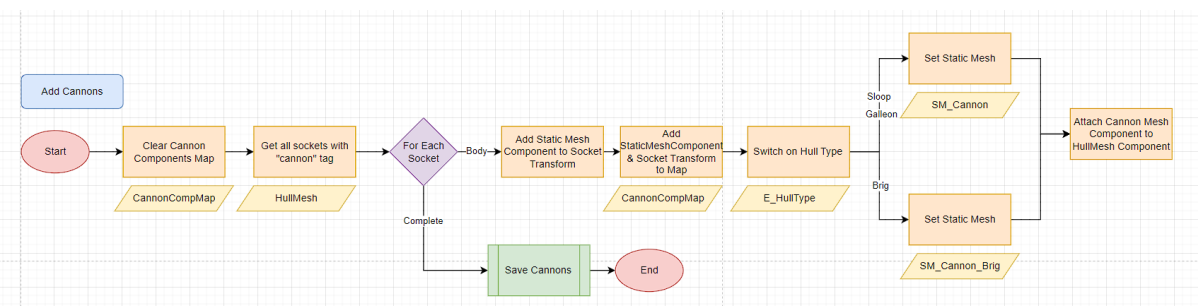 Add Cannons
Start
Clear Cannon
Components Map
CannonCompMap
Get all sockets with
"cannon" tag
HullMesh
For Each
Socket
Body
Add Static Mesh
Component to Socket
Transform
Add
StaticMeshComponent
& Socket Transform
to Map
CannonCompMap
Switch on Hull Type
E_HullType
Sloop
Galleon
Set Static Mesh
SM_Cannon
Brig
Set Static Mesh
SM_Cannon_Brig
Attach Cannon Mesh
Component to
HullMesh Component
Complete
Save Cannons
End